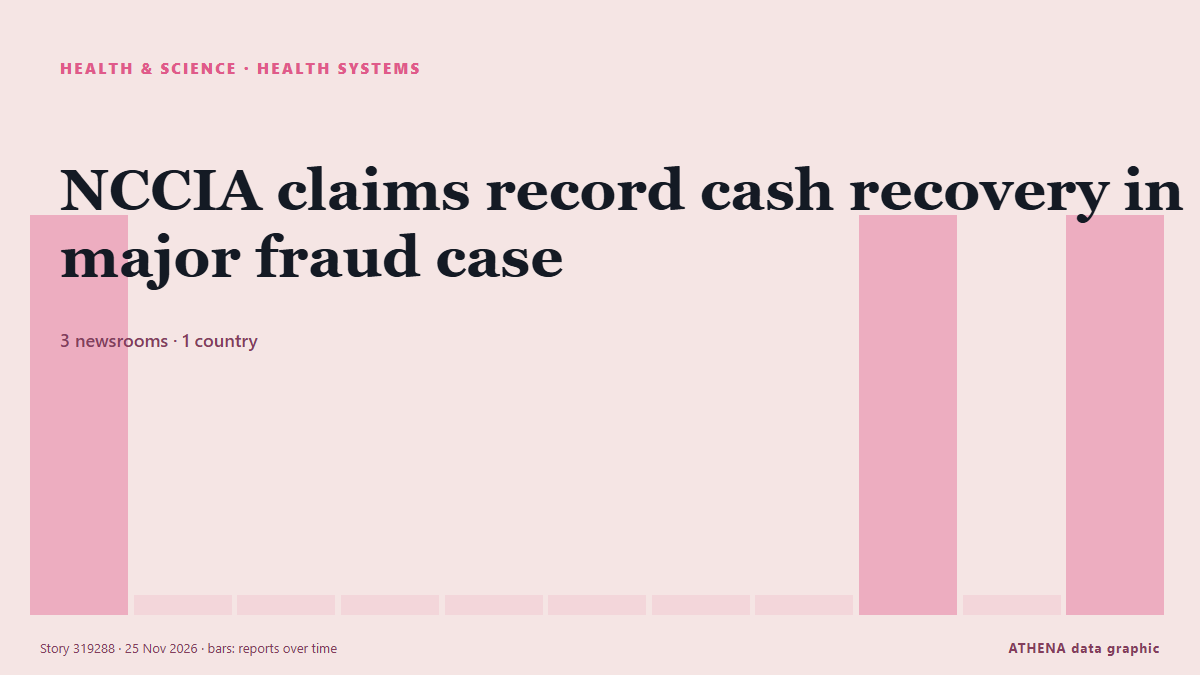 HEALTH & SCIENCE · HEALTH SYSTEMS
NCCIA claims record cash recovery in
major fraud case
3 newsrooms · 1 country
Story 319288 · 25 Nov 2026 · bars: reports over time
ATHENA data graphic